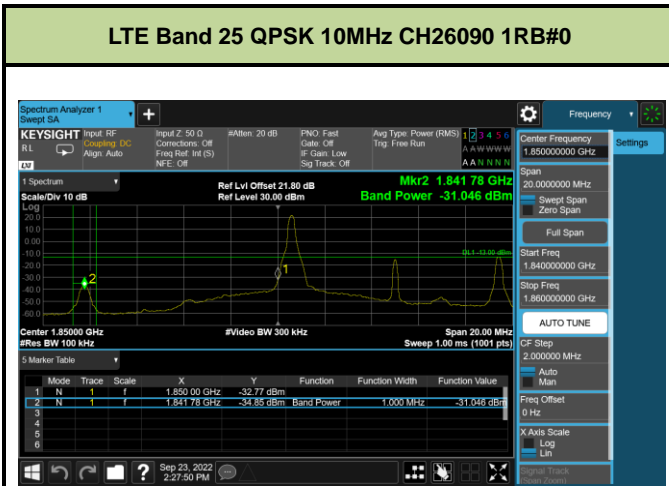 LTE Band 25 QPSK 10MHz CH26090 1RB#0
Spectrum Analyzer 1
Swept SA
+
Frequency
KEYSIGHT
RL
LXI
Input: RF
Coupling: DC
Align: Auto
Input Z: 50 Ω
Corrections: Off
Freq Ref: Int (S)
NFE: Off
#Atten: 20 dB
PNO: Fast
Gate: Off
IF Gain: Low
Sig Track: Off
Avg Type: Power (RMS)
Trig: Free Run
1 2 3 4 5 6
A A W W W W
A A N N N N
1 Spectrum
Scale/Div 10 dB
Ref Lvl Offset 21.80 dB
Ref Level 30.00 dBm
Mkr2 1.841 78 GHz
Band Power -31.046 dBm
Log
20.0
10.0
0.00
-10.0
-20.0
-30.0
-40.0
-50.0
-60.0
DL1 -13.00 dBm
1
2
Center 1.85000 GHz
#Res BW 100 kHz
#Video BW 300 kHz
Span 20.00 MHz
Sweep 1.00 ms (1001 pts)
5 Marker Table
Mode Trace Scale X Y Function Function Width Function Value
1 N 1 f 1.850 00 GHz -32.77 dBm
2 N 1 f 1.841 78 GHz -34.85 dBm Band Power 1.000 MHz -31.046 dBm
3
4
5
6
Center Frequency
1.850000000 GHz
Settings
Span
20.0000000 MHz
Swept Span
Zero Span
Full Span
Start Freq
1.840000000 GHz
Stop Freq
1.860000000 GHz
AUTO TUNE
CF Step
2.000000 MHz
Auto
Man
Freq Offset
0 Hz
X Axis Scale
Log
Lin
Signal Track
(Span Zoom)
?
Sep 23, 2022
2:27:50 PM